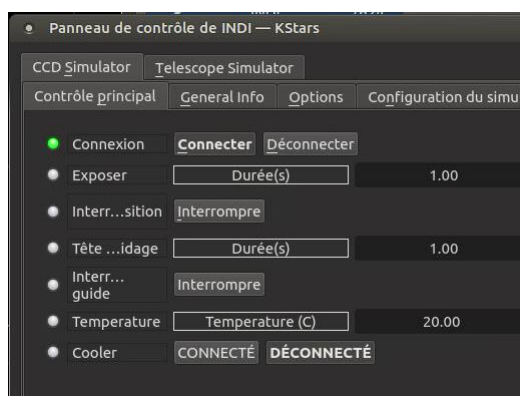 Panneau de contrôle de INDI — KStars
CCD Simulator Telescope Simulator
Contrôle principal General Info Options Configuration du simu
Connexion Connecter Déconnecter
Exposer Durée(s) 1.00
Interr...sition Interrompre
Tête ...idage Durée(s) 1.00
Interr...
guide Interrompre
Temperature Temperature (C) 20.00
Cooler CONNECTÉ DÉCONNECTÉ